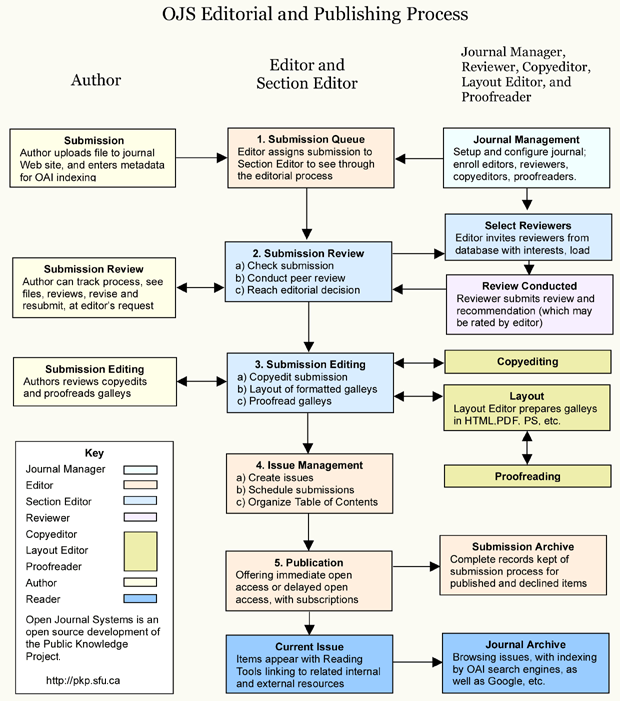 OJS Editorial and Publishing Process
Author
Editor and
Section Editor
Journal Manager,
Reviewer, Copyeditor,
Layout Editor, and
Proofreader
Submission
Author uploads file to journal
Web site, and enters metadata
for OAI indexing
1. Submission Queue
Editor assigns submission to
Section Editor to see through
the editorial process
Journal Management
Setup and configure journal;
enroll editors, reviewers,
copyeditors, proofreaders.
Select Reviewers
Editor invites reviewers from
database with interests, load
Submission Review
Author can track process, see
files, reviews, revise and
resubmit, at editor's request
2. Submission Review
a) Check submission
b) Conduct peer review
c) Reach editorial decision
Review Conducted
Reviewer submits review and
recommendation (which may
be rated by editor)
Submission Editing
Authors reviews copyedits
and proofreads galleys
3. Submission Editing
a) Copyedit submission
b) Layout of formatted galleys
c) Proofread galleys
Copyediting
Layout
Layout Editor prepares galleys
in HTML.PDF, PS, etc.
Proofreading
Key
Journal Manager
Editor
Section Editor
Reviewer
Copyeditor
Layout Editor
Proofreader
Author
Reader
Open Journal Systems is an
open source development of
the Public Knowledge
Project.
http://pkp.sfu.ca
4. Issue Management
a) Create issues
b) Schedule submissions
c) Organize Table of Contents
5. Publication
Offering immediate open
access or delayed open
access, with subscriptions
Submission Archive
Complete records kept of
submission process for
published and declined items
Current Issue
Items appear with Reading
Tools linking to related internal
and external resources
Journal Archive
Browsing issues, with indexing
by OAI search engines, as
well as Google, etc.